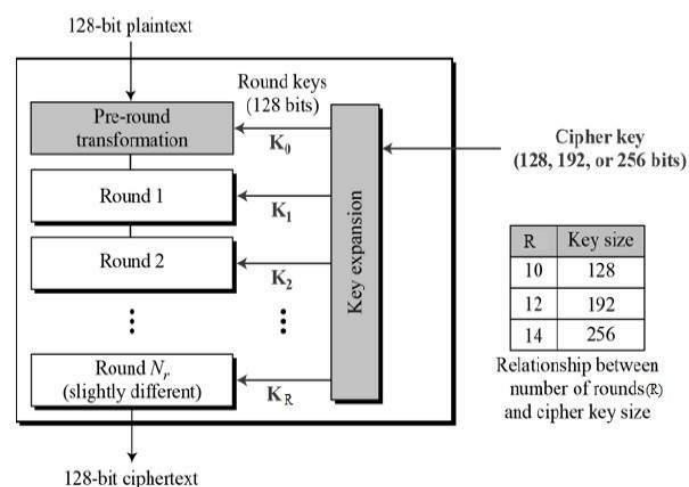 128-bit plaintext
Round keys
(128 bits)
Pre-round
transformation
K₀
Cipher key
(128, 192, or 256 bits)
Round 1
K₁
Round 2
K₂
Key expansion
⋮
⋮
Round Nᵣ
(slightly different)
K_R
R Key size
10 128
12 192
14 256
Relationship between
number of rounds(R)
and cipher key size
128-bit ciphertext